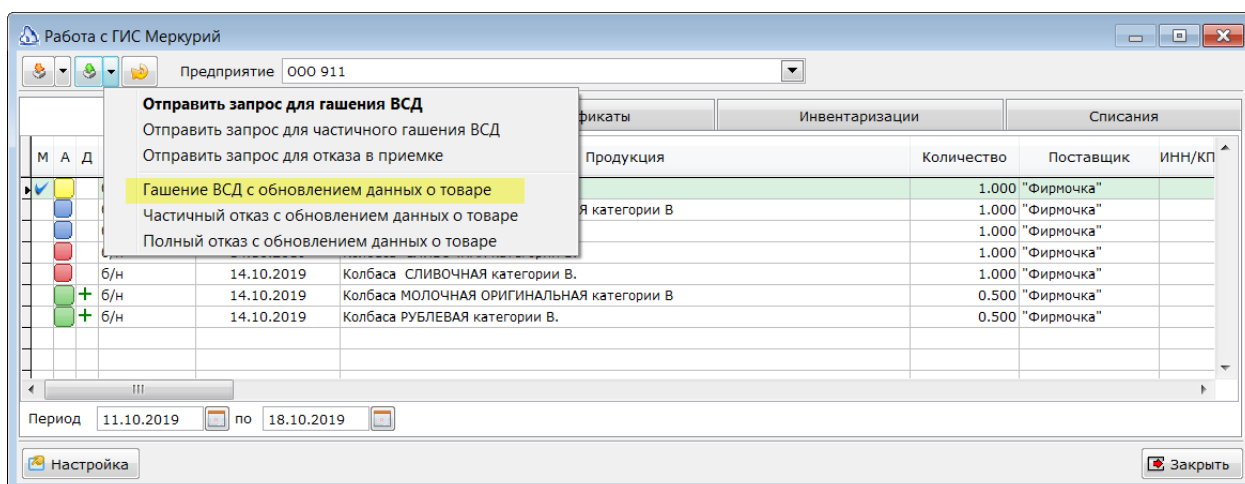 Работа с ГИС Меркурий
Предприятие ООО 911
Отправить запрос для гашения ВСД
Отправить запрос для частичного гашения ВСД
Отправить запрос для отказа в приемке
Гашение ВСД с обновлением данных о товаре
Частичный отказ с обновлением данных о товаре
Полный отказ с обновлением данных о товаре
Инвентаризации Списания
М А Д Продукция Количество Поставщик ИНН/КП
1.000 "Фирмочка"
Я категории В 1.000 "Фирмочка"
1.000 "Фирмочка"
1.000 "Фирмочка"
б/н 14.10.2019 Колбаса СЛИВОЧНАЯ категории В. 1.000 "Фирмочка"
+ б/н 14.10.2019 Колбаса МОЛОЧНАЯ ОРИГИНАЛЬНАЯ категории В 0.500 "Фирмочка"
+ б/н 14.10.2019 Колбаса РУБЛЕВАЯ категории В. 0.500 "Фирмочка"
Период 11.10.2019 по 18.10.2019
Настройка Закрыть